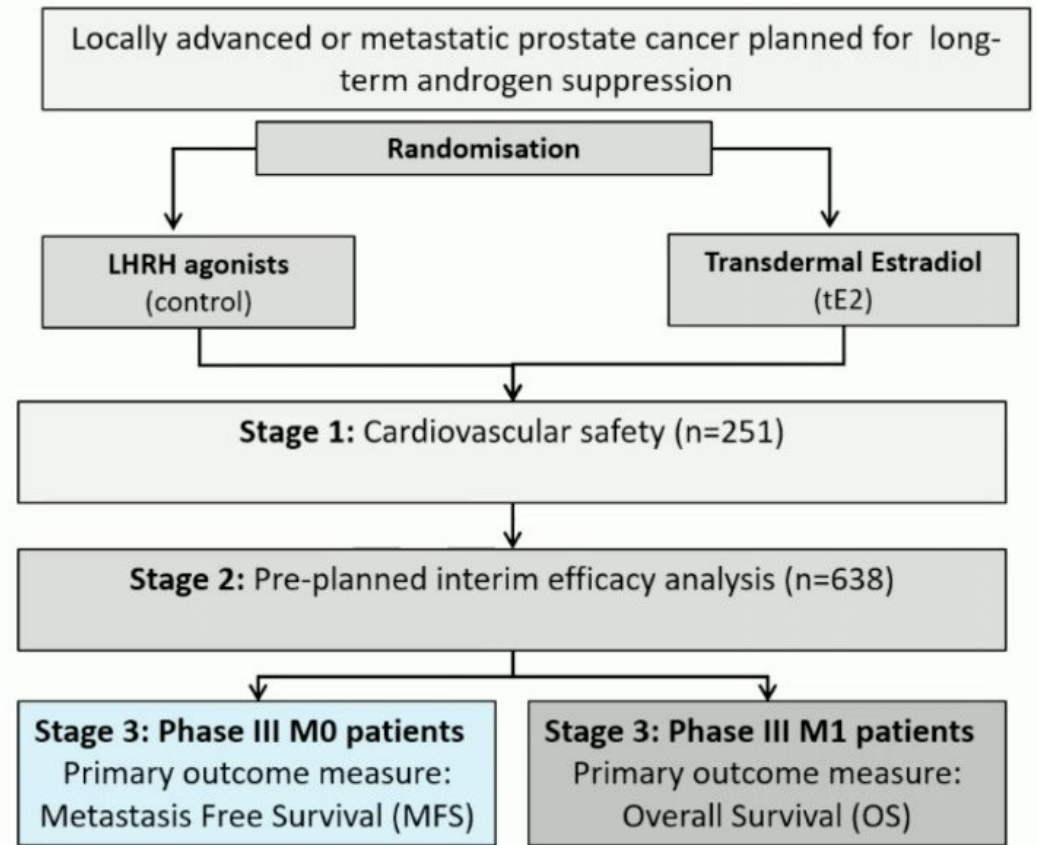 Locally advanced or metastatic prostate cancer planned for long-
term androgen suppression
Randomisation
LHRH agonists
(control)
Transdermal Estradiol
(tE2)
Stage 1: Cardiovascular safety (n=251)
Stage 2: Pre-planned interim efficacy analysis (n=638)
Stage 3: Phase III M0 patients
Primary outcome measure:
Metastasis Free Survival (MFS)
Stage 3: Phase III M1 patients
Primary outcome measure:
Overall Survival (OS)